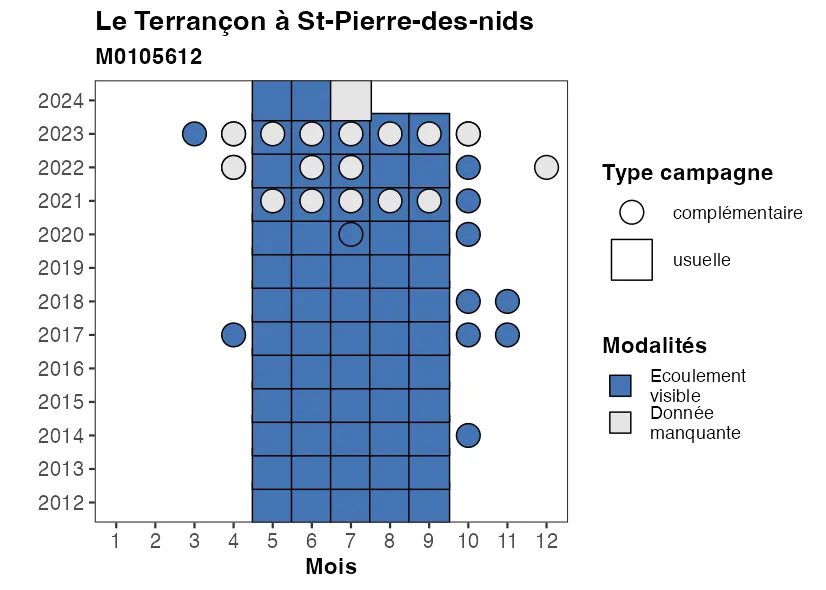 Le Terrançon à St-Pierre-des-nids
M0105612
2024
2023
2022
2021
2020
2019
2018
2017
2016
2015
2014
2013
2012
1 2 3 4 5 6 7 8 9 10 11 12
Mois
Type campagne
complémentaire
usuelle
Modalités
Ecoulement
visible
Donnée
manquante